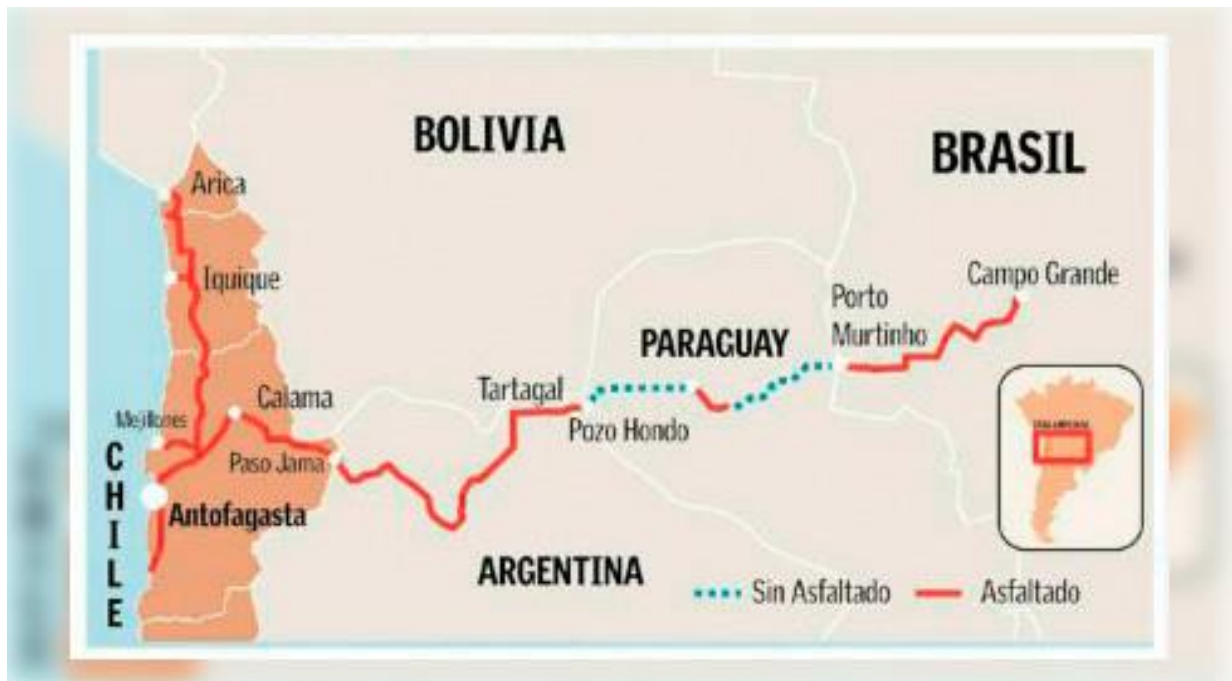 BOLIVIA
BRASIL
Arica
Iquique
Campo Grande
Porto
Murtinho
PARAGUAY
Tartagal
Calama
Pozo Hondo
Mejillones
Paso Jama
CHILE
Antofagasta
ARGENTINA
Sin Asfaltado
Asfaltado